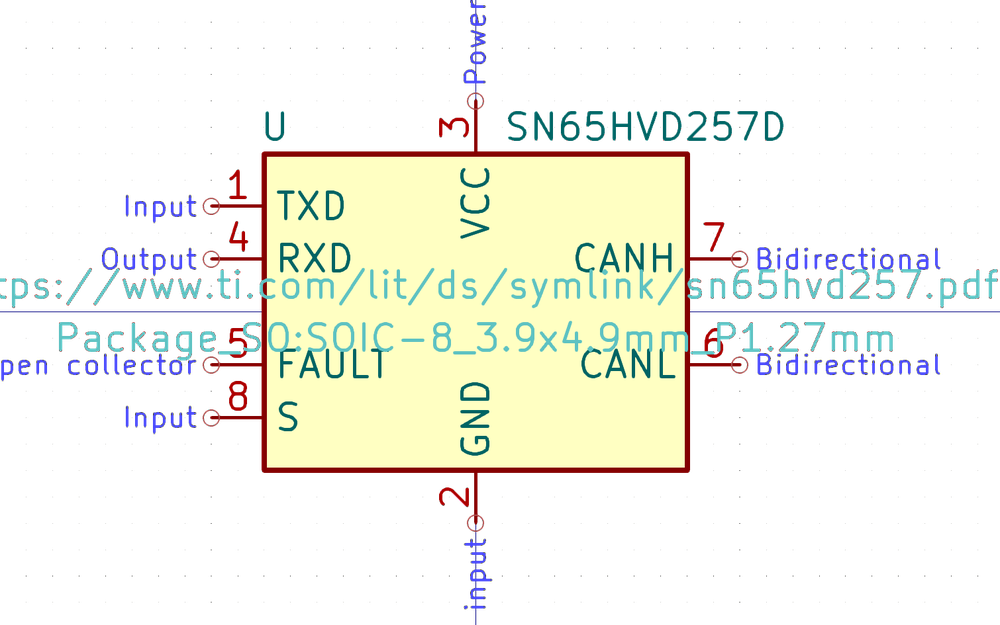 Power
U
3
SN65HVD257D
1
Input
TXD
VCC
4
7
Output
RXD
CANH
Bidirectional
tps://www.ti.com/lit/ds/symlink/sn65hvd257.pdf
Package_SO:SOIC-8_3.9x4.9mm_P1.27mm
5
6
pen collector
FAULT
CANL
Bidirectional
8
Input
S
GND
2
input